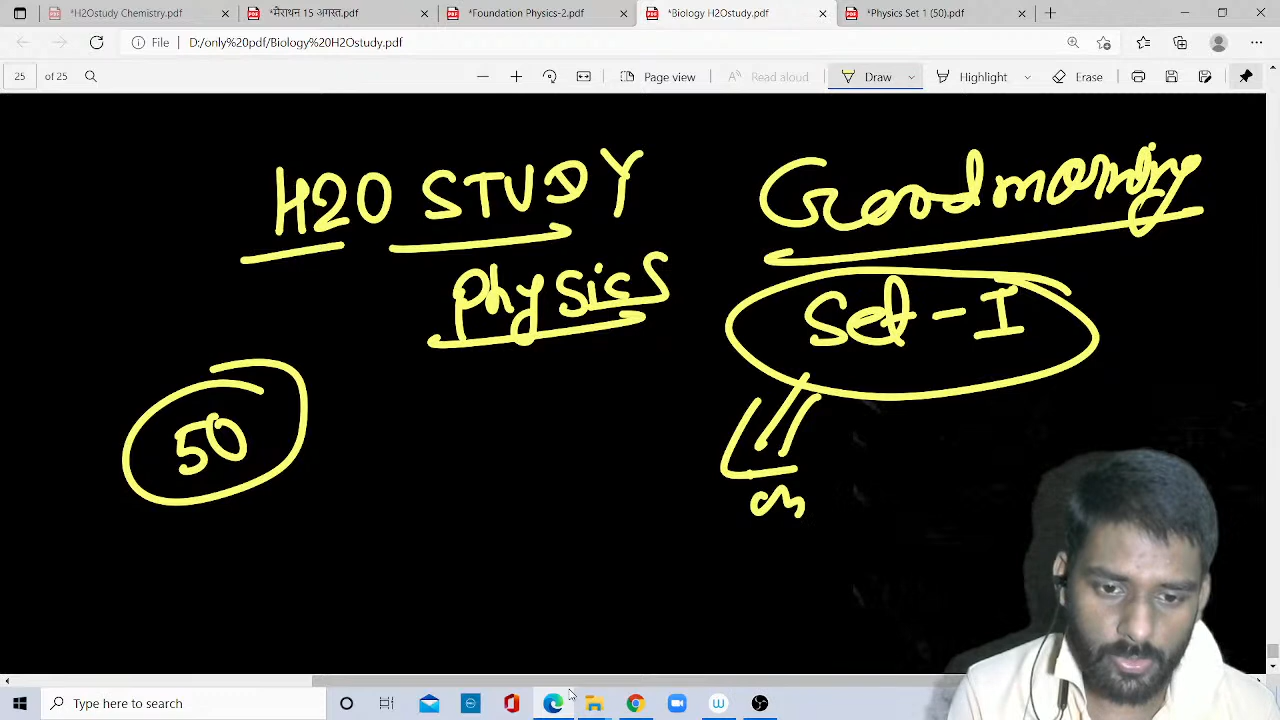 *H2Ostudy Chemistry.pdf
*मैराथन 15 अगस्त.pdf
*Foundation Physics-2.pdf
*Biology H2Ostudy.pdf
*Physics Set 1 (50).pdf
File D:/only%20pdf/Biology%20H2Ostudy.pdf
25 of 25 Page view Read aloud Draw Highlight Erase
H2O STUDY Goodmorning
Physics Set-I
50
Type here to search